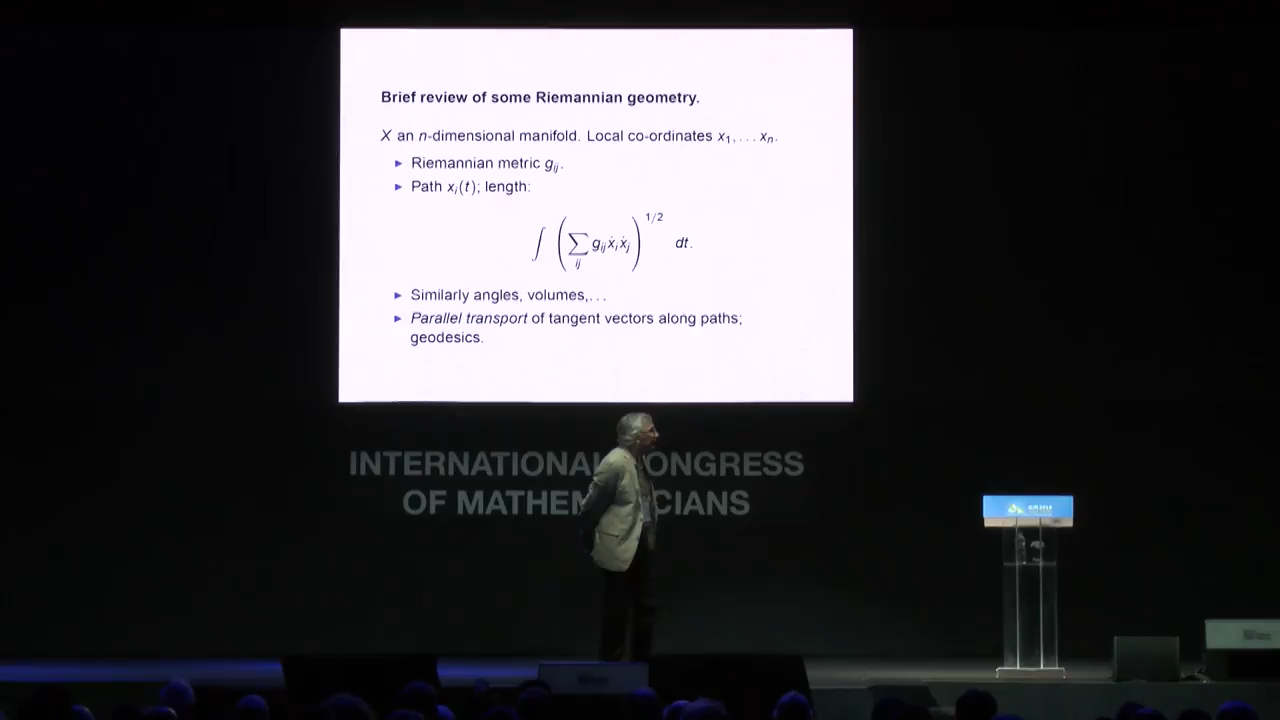 Brief review of some Riemannian geometry.
X an n-dimensional manifold. Local co-ordinates x₁, . . . xₙ.
► Riemannian metric gᵢⱼ.
► Path xᵢ(t); length:
∫ ( ∑ᵢⱼ gᵢⱼ ẋᵢ ẋⱼ )^{1/2} dt.
► Similarly angles, volumes,. . .
► Parallel transport of tangent vectors along paths;
geodesics.
INTERNATIONAL CONGRESS
OF MATHEMATICIANS